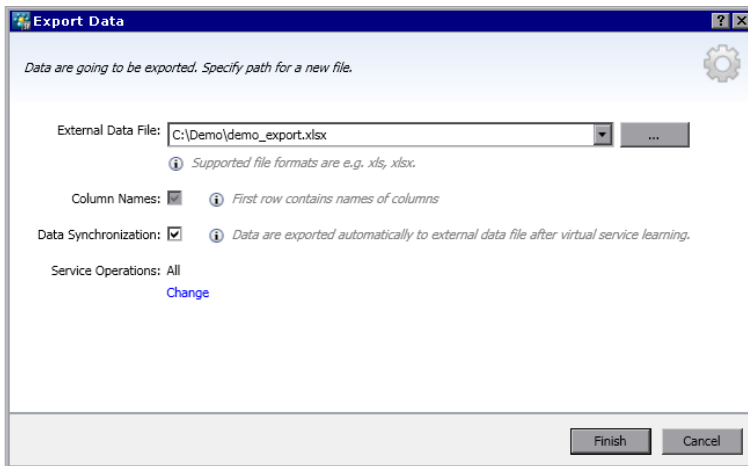 Export Data
Data are going to be exported. Specify path for a new file.
External Data File: C:\Demo\demo_export.xlsx ...
Supported file formats are e.g. xls, xlsx.
Column Names: First row contains names of columns
Data Synchronization: Data are exported automatically to external data file after virtual service learning.
Service Operations: All
Change
Finish Cancel